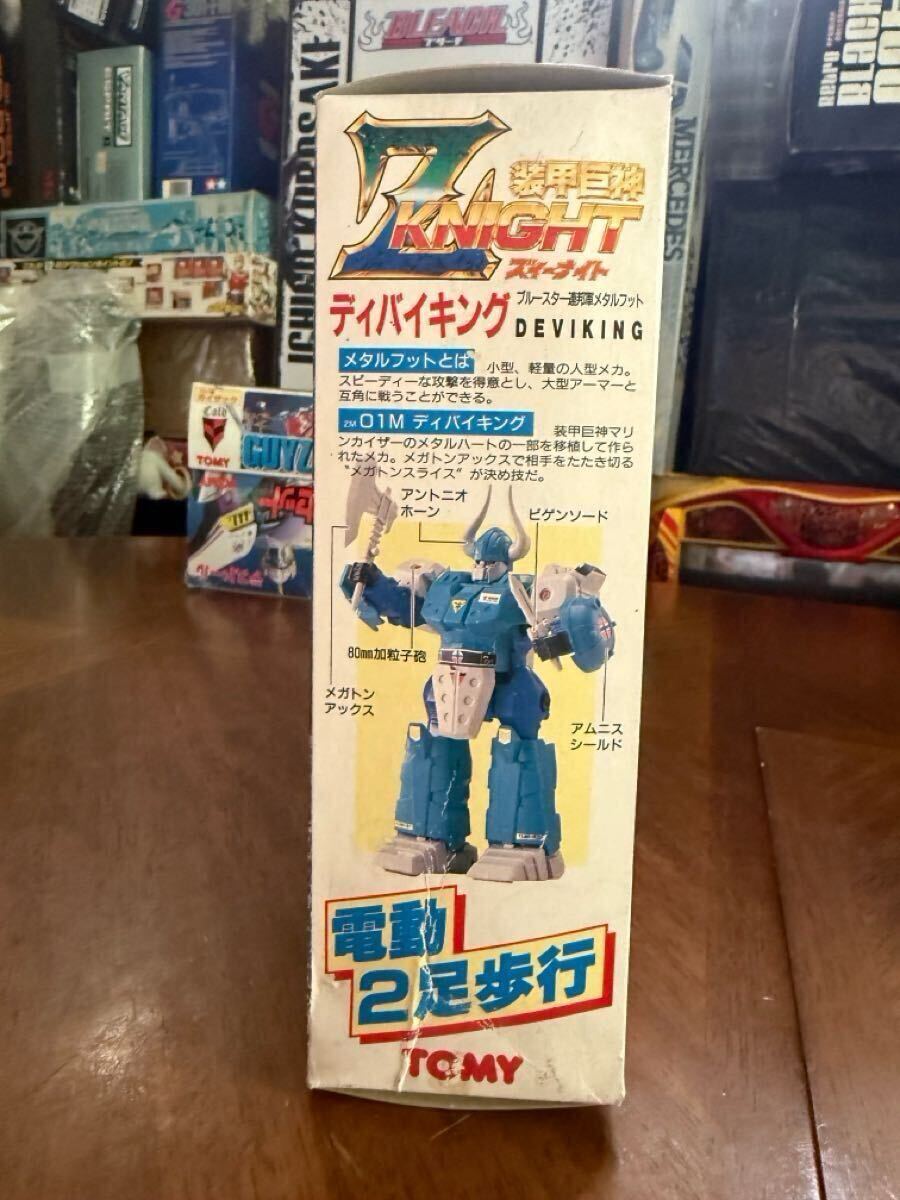 BLEACH
ブリーチ
ICHIGO KUROSAKI
MERCEDES
TOMY
GUYZ
Z
装甲巨神
KNIGHT
ズィーナイト
ディバイキング
ブルースター連邦軍メタルフット
DEVIKING
メタルフットとは 小型、軽量の人型メカ。
スピーディーな攻撃を得意とし、大型アーマーと
互角に戦うことができる。
ZM 01M ディバイキング 装甲巨神マリ
ンカイザーのメタルハートの一部を移植して作ら
れたメカ。メガトンアックスで相手をたたき切る
“メガトンスライス”が決め技だ。
アントニオ
ホーン
ビゲンソード
80mm加粒子砲
メガトン
アックス
アムニス
シールド
電動
2足歩行
TOMY